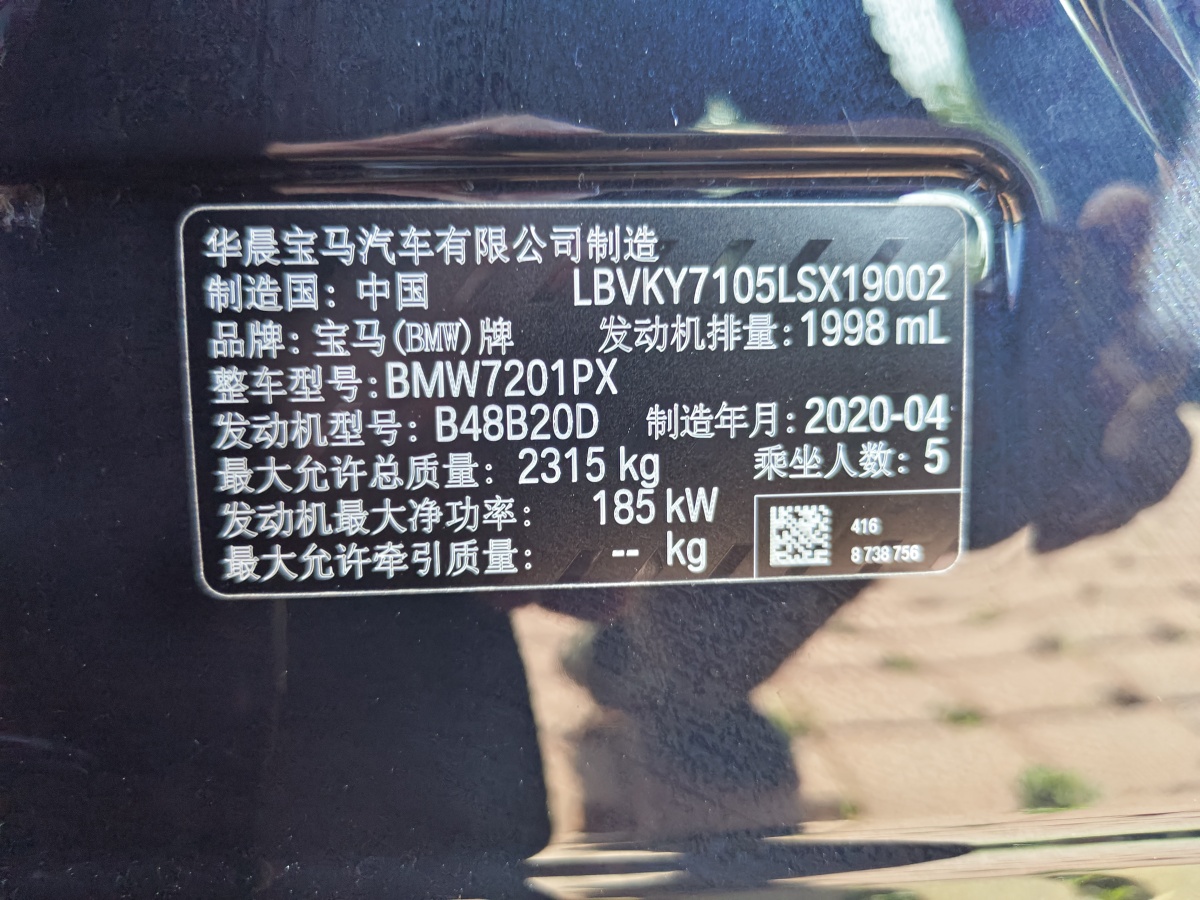 华晨宝马汽车有限公司制造
制造国：中国 LBVKY7105LSX19002
品牌：宝马(BMW)牌 发动机排量：1998 mL
整车型号：BMW7201PX
发动机型号：B48B20D 制造年月：2020-04
最大允许总质量：2315 kg 乘坐人数：5
发动机最大净功率：185 kW
最大允许牵引质量：-- kg
416
8 738 756